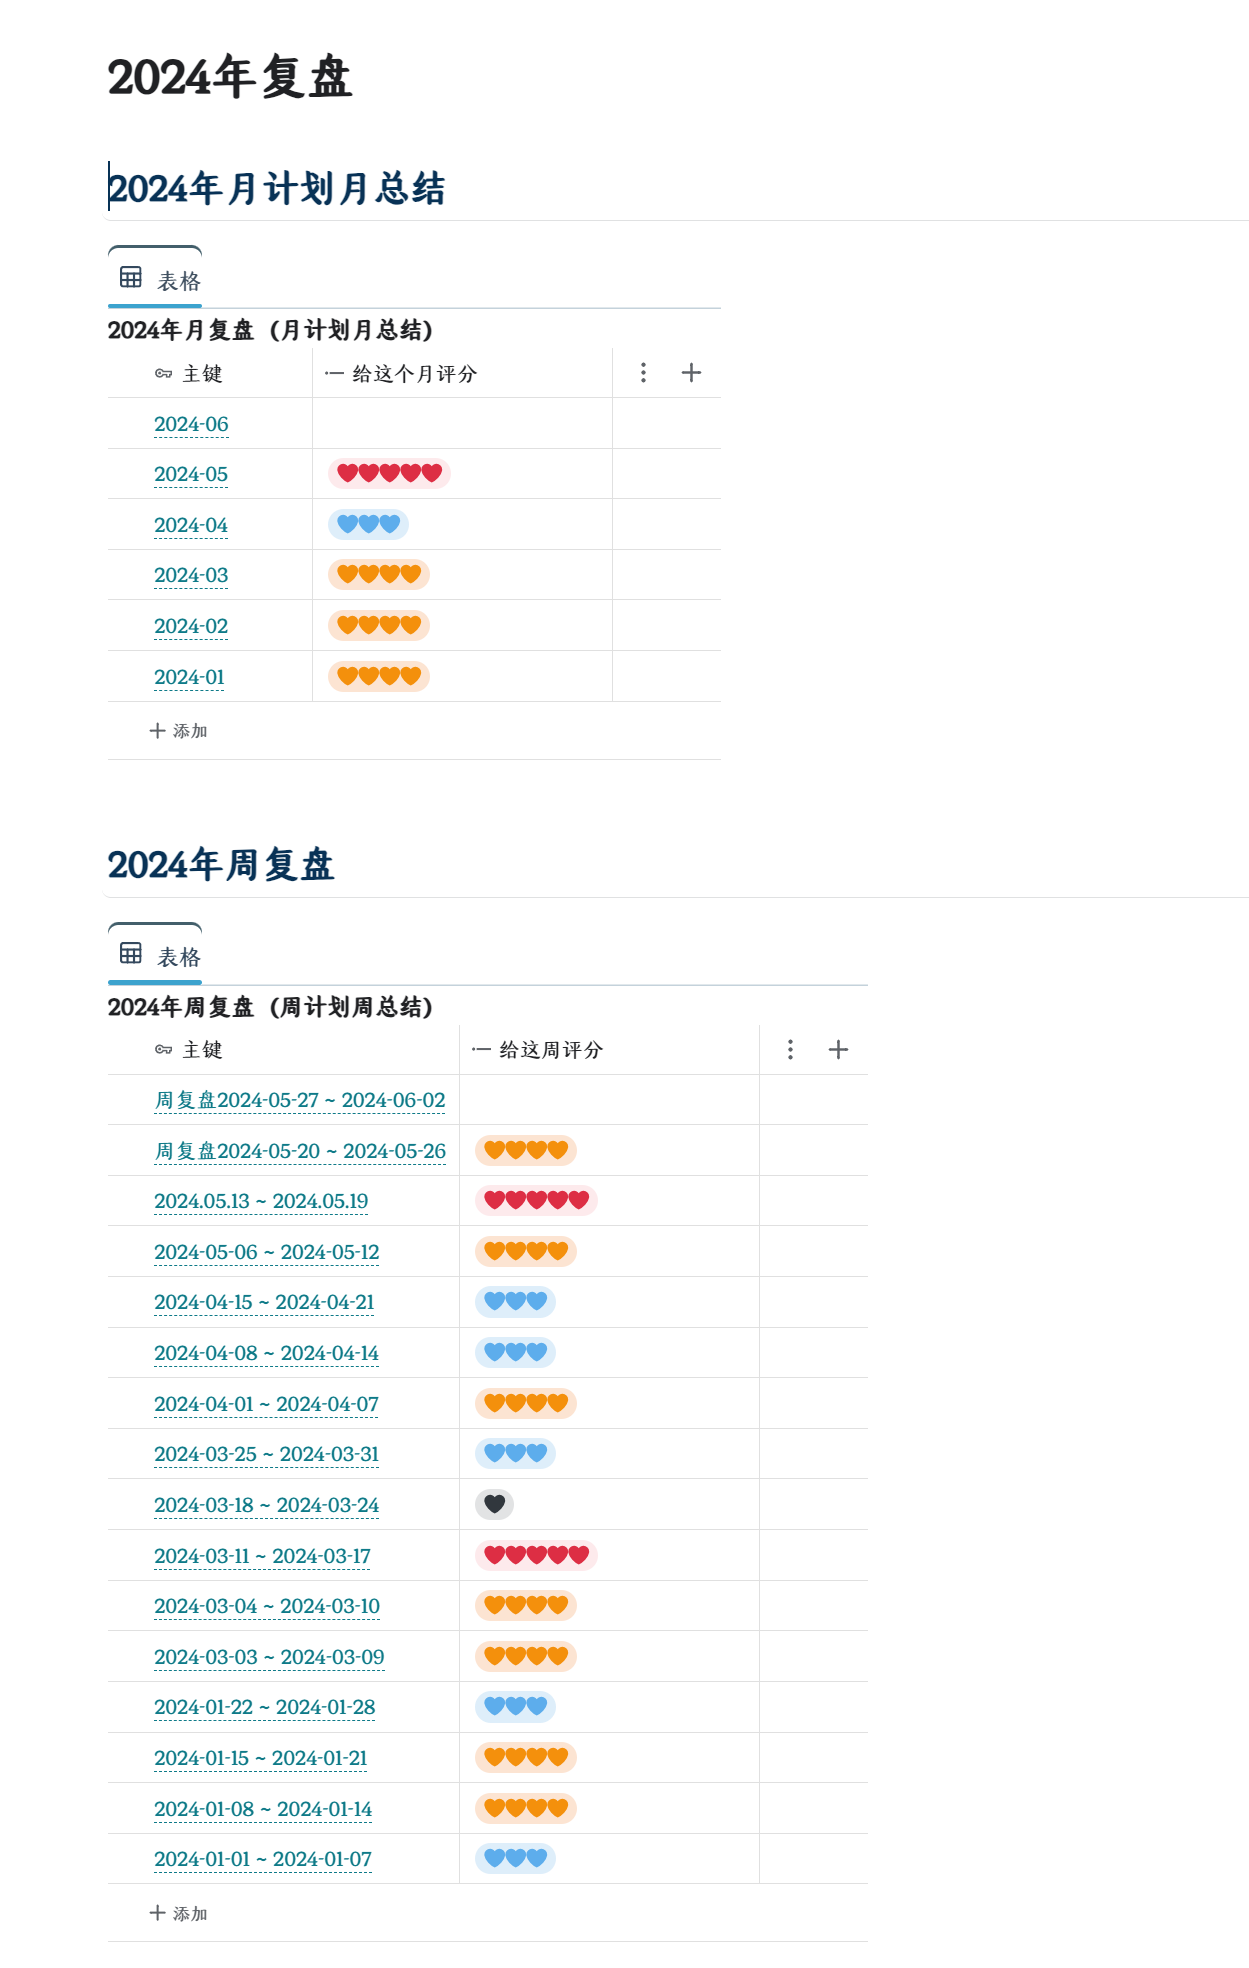 2024年复盘
2024年月计划月总结
表格
2024年月复盘（月计划月总结）
主键 给这个月评分
2024-06
2024-05
2024-04
2024-03
2024-02
2024-01
添加
2024年周复盘
表格
2024年周复盘（周计划周总结）
主键 给这周评分
周复盘2024-05-27 ~ 2024-06-02
周复盘2024-05-20 ~ 2024-05-26
2024.05.13 ~ 2024.05.19
2024-05-06 ~ 2024-05-12
2024-04-15 ~ 2024-04-21
2024-04-08 ~ 2024-04-14
2024-04-01 ~ 2024-04-07
2024-03-25 ~ 2024-03-31
2024-03-18 ~ 2024-03-24
2024-03-11 ~ 2024-03-17
2024-03-04 ~ 2024-03-10
2024-03-03 ~ 2024-03-09
2024-01-22 ~ 2024-01-28
2024-01-15 ~ 2024-01-21
2024-01-08 ~ 2024-01-14
2024-01-01 ~ 2024-01-07
添加